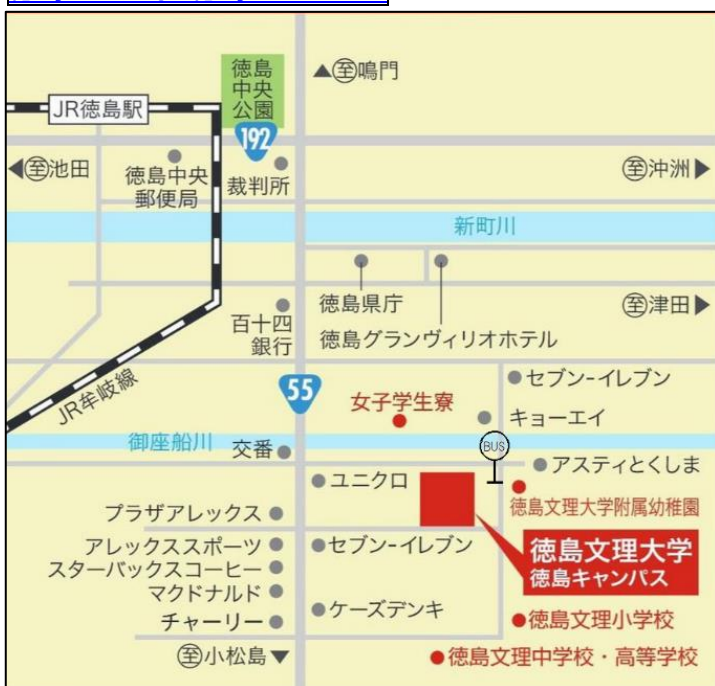 徳島
中央
公園
▲㊣鳴門
JR徳島駅
192
◀至池田
徳島中央
郵便局
裁判所
至沖洲▶
新町川
徳島県庁
徳島グランヴィリオホテル
至津田▶
百十四
銀行
JR牟岐線
55
女子学生寮
セブン-イレブン
キョーエイ
御座船川
交番
BUS
アスティとくしま
ユニクロ
徳島文理大学附属幼稚園
プラザアレックス
徳島文理大学
徳島キャンパス
アレックススポーツ
セブン-イレブン
スターバックスコーヒー
マクドナルド
ケーズデンキ
チャーリー
徳島文理小学校
至小松島▼
徳島文理中学校・高等学校